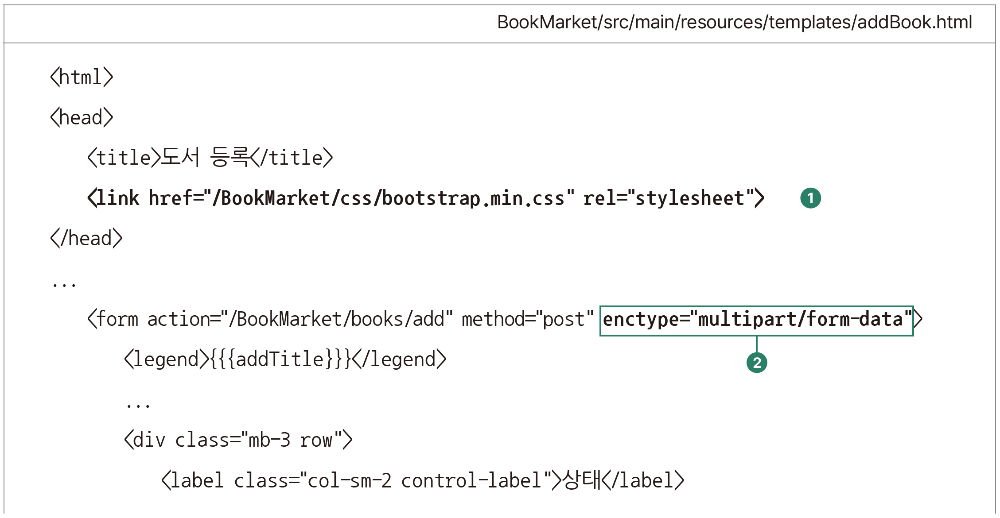 BookMarket/src/main/resources/templates/addBook.html
<html>
<head>
<title>도서 등록</title>
<link href="/BookMarket/css/bootstrap.min.css" rel="stylesheet"> 1
</head>
...
<form action="/BookMarket/books/add" method="post" enctype="multipart/form-data">
2
<legend>{{{addTitle}}}</legend>
...
<div class="mb-3 row">
<label class="col-sm-2 control-label">상태</label>